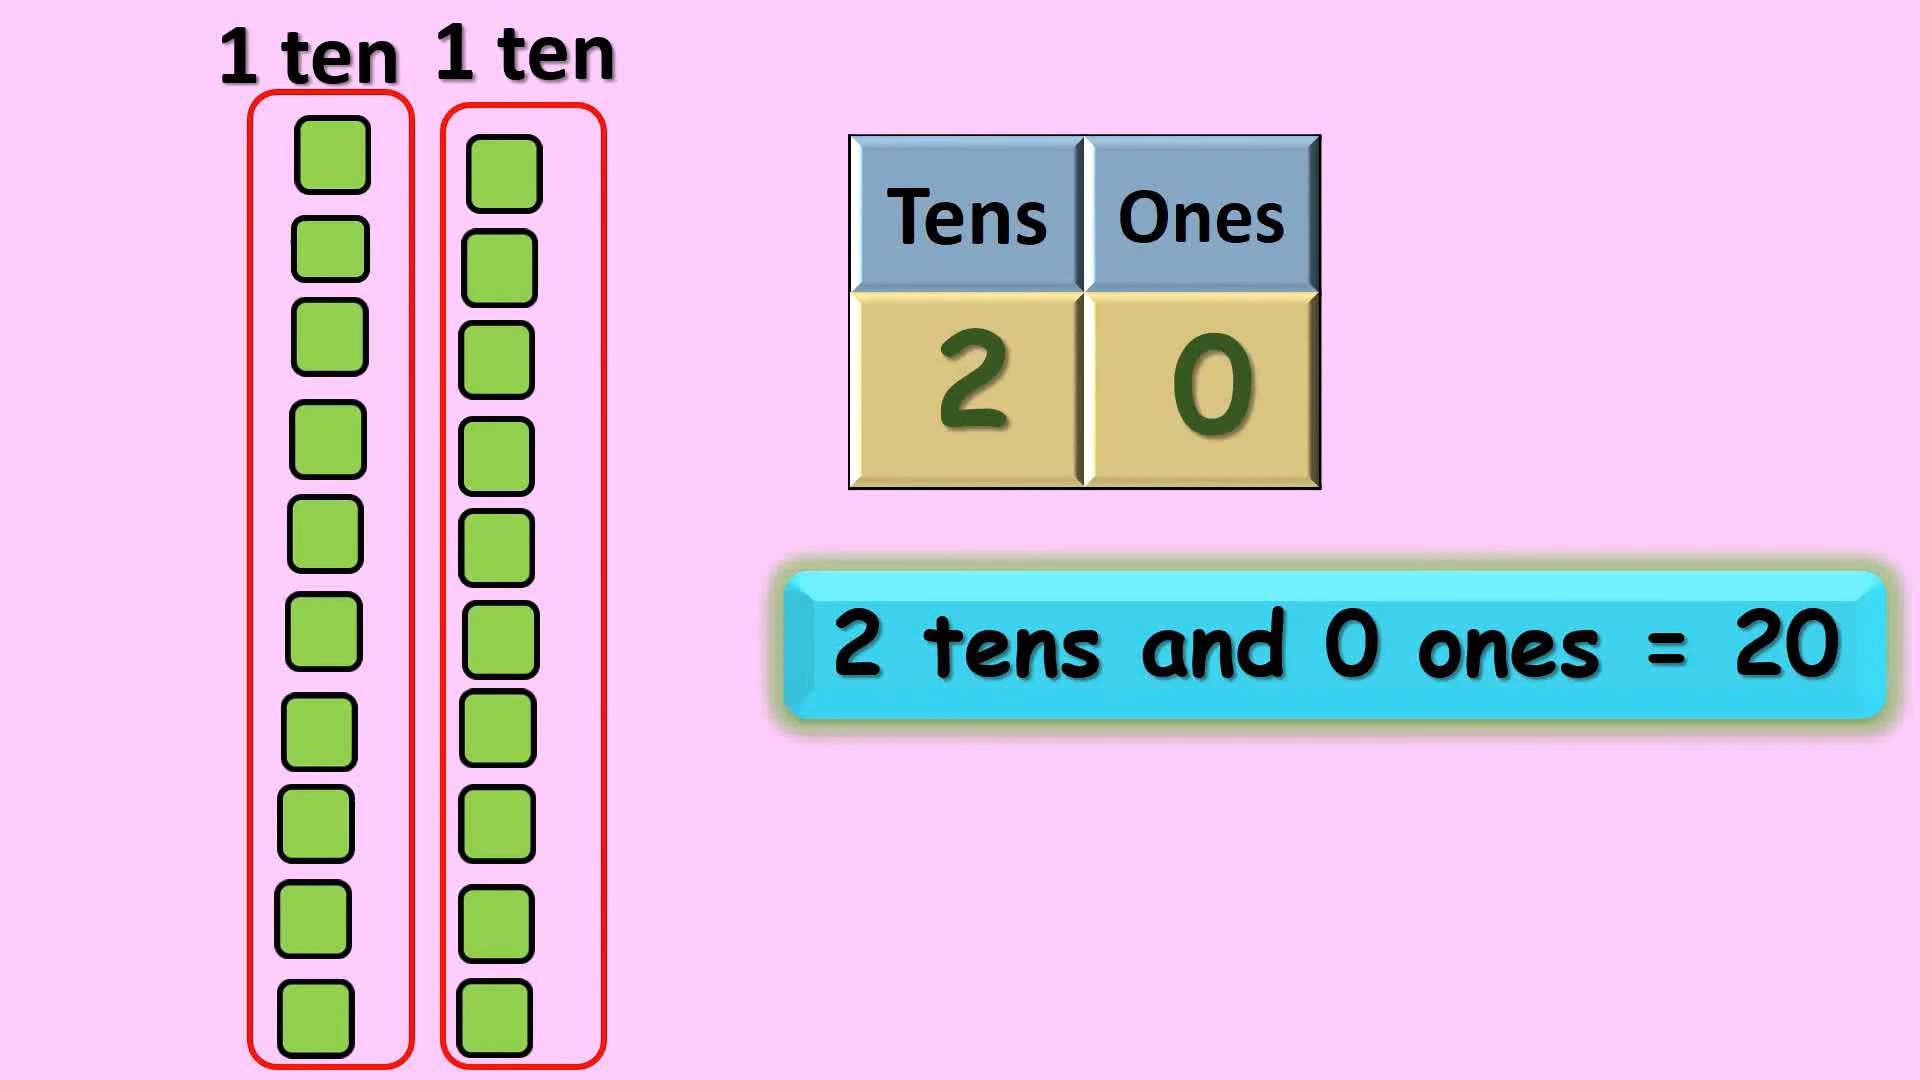 1 ten 1 ten
Tens Ones
2 0
2 tens and 0 ones = 20